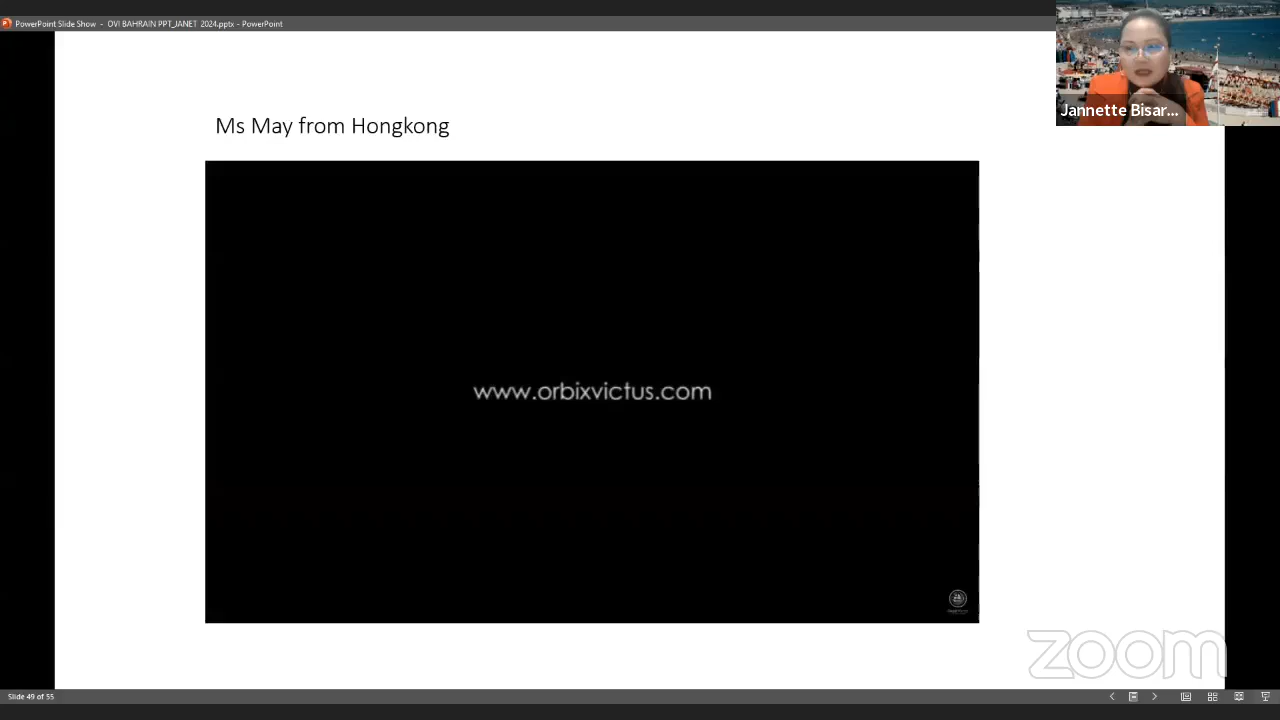 PowerPoint Slide Show - OVI BAHRAIN PPT_JANET 2024.pptx - PowerPoint
Jannette Bisar...
Ms May from Hongkong
www.orbixvictus.com
zoom
Slide 49 of 55